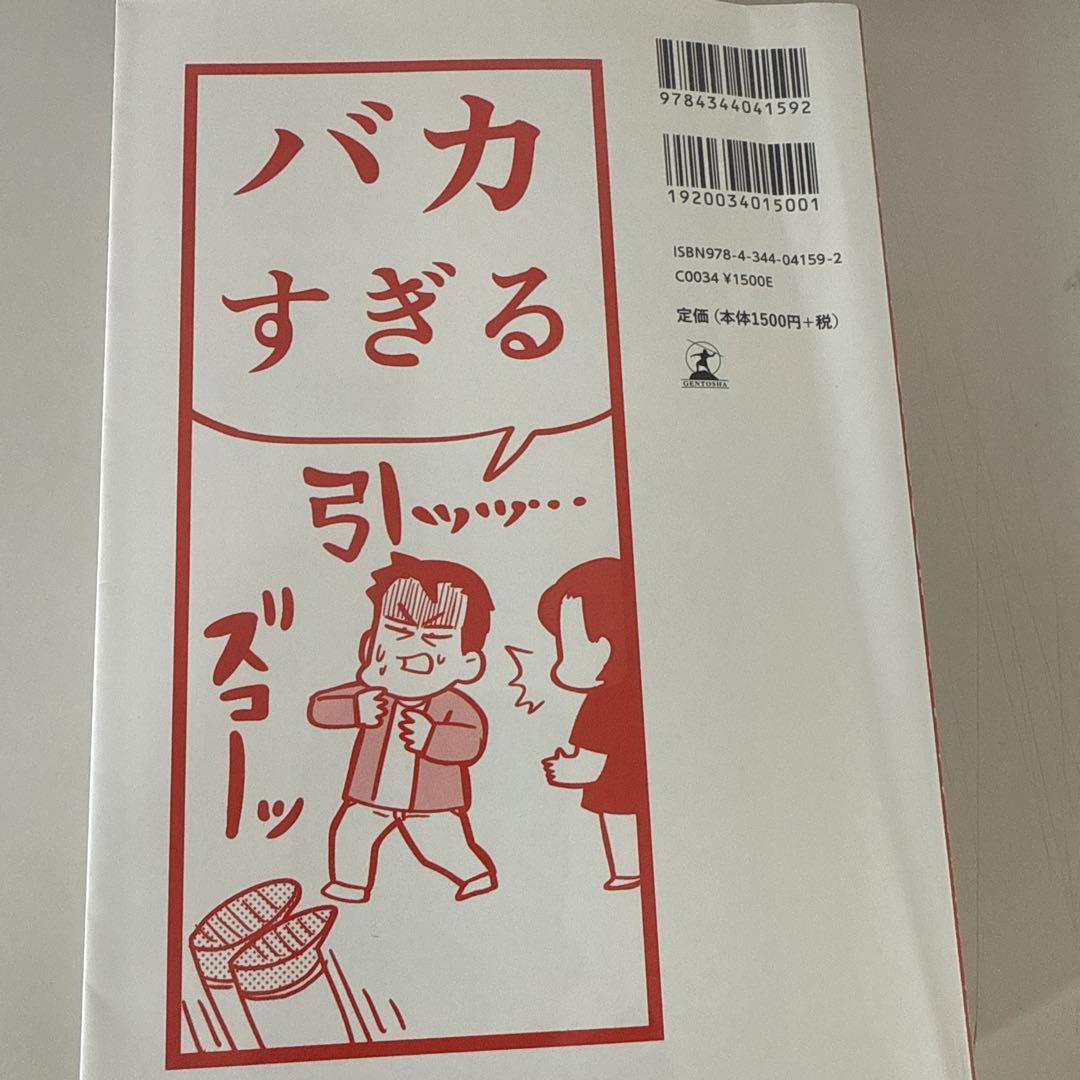 バカ
すぎる
引ッッ…
ズコーッ
9784344041592
1920034015001
ISBN978-4-344-04159-2
C0034 ¥1500E
定価（本体1500円+税）
GENTOSHA